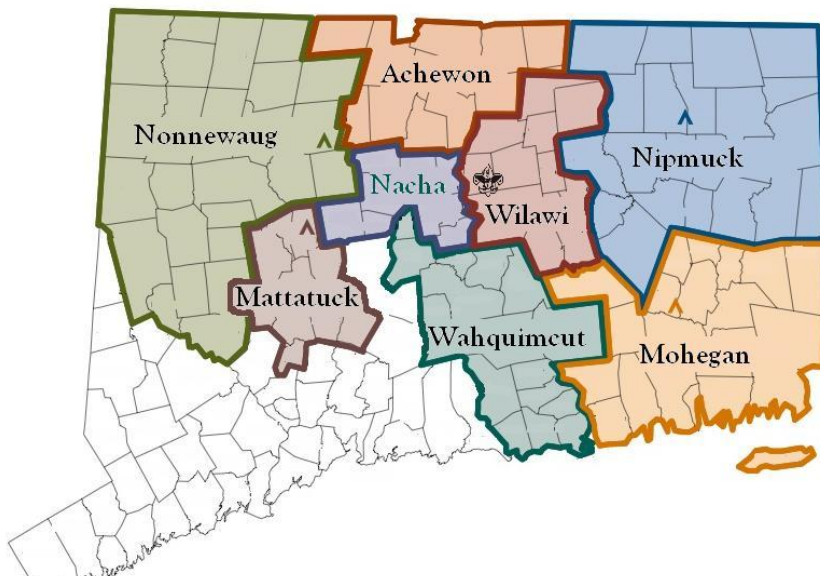 Achewon
Nonnewaug
Nipmuck
Nacha
Wilawi
Mattatuck
Wahquimcut
Mohegan